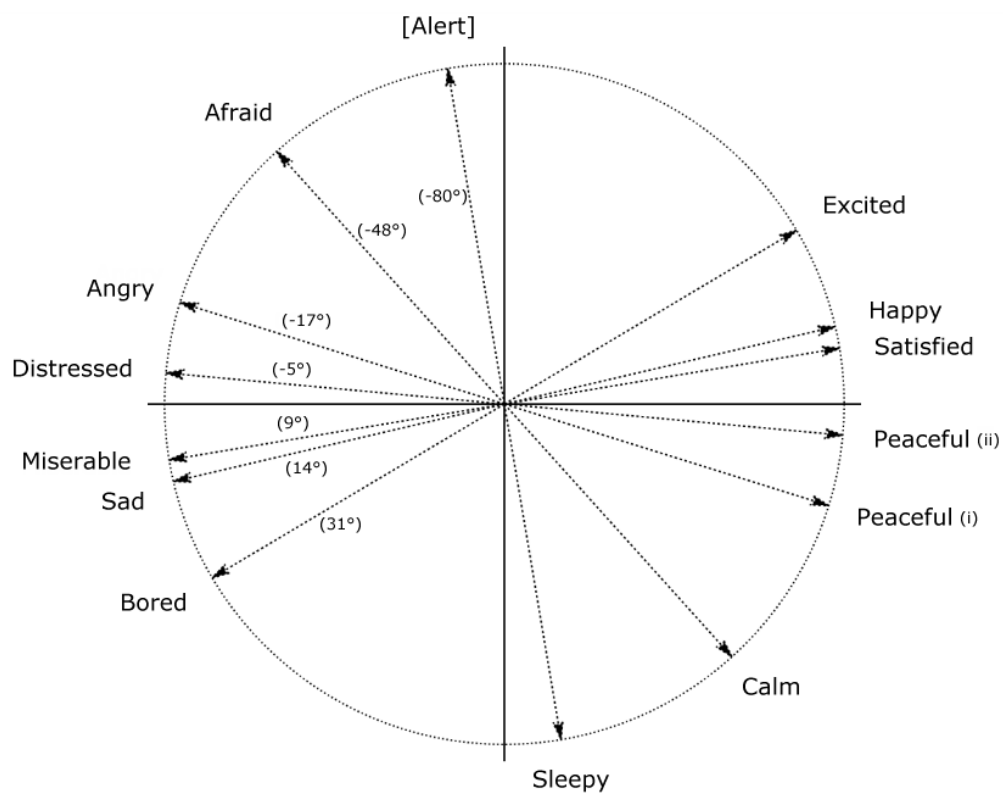 [Alert]
Afraid
(-80°)
Excited
(-48°)
Angry
Happy
(-17°)
Satisfied
Distressed
(-5°)
(9°)
Peaceful (ii)
Miserable
(14°)
Sad
Peaceful (i)
(31°)
Bored
Calm
Sleepy